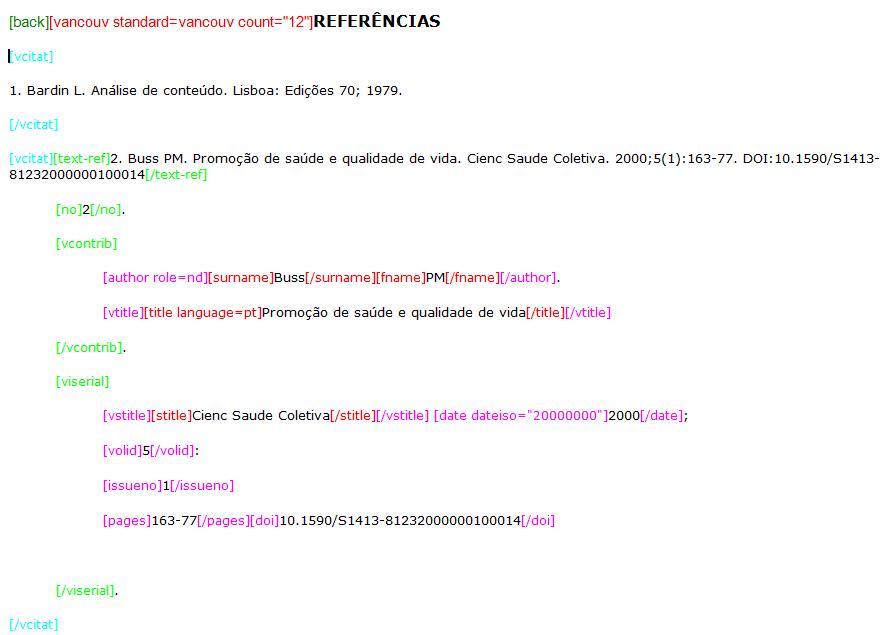 [back][vancouv standard=vancouv count="12"]REFERÊNCIAS
[vcitat]
1. Bardin L. Análise de conteúdo. Lisboa: Edições 70; 1979.
[/vcitat]
[vcitat][text-ref]2. Buss PM. Promoção de saúde e qualidade de vida. Cienc Saude Coletiva. 2000;5(1):163-77. DOI:10.1590/S1413-
81232000000100014[/text-ref]
[no]2[/no].
[vcontrib]
[author role=nd][surname]Buss[/surname][fname]PM[/fname][/author].
[vtitle][title language=pt]Promoção de saúde e qualidade de vida[/title][/vtitle]
[/vcontrib].
[viserial]
[vstitle][stitle]Cienc Saude Coletiva[/stitle][/vstitle] [date dateiso="20000000"]2000[/date];
[volid]5[/volid]:
[issueno]1[/issueno]
[pages]163-77[/pages][doi]10.1590/S1413-81232000000100014[/doi]
[/viserial].
[/vcitat]